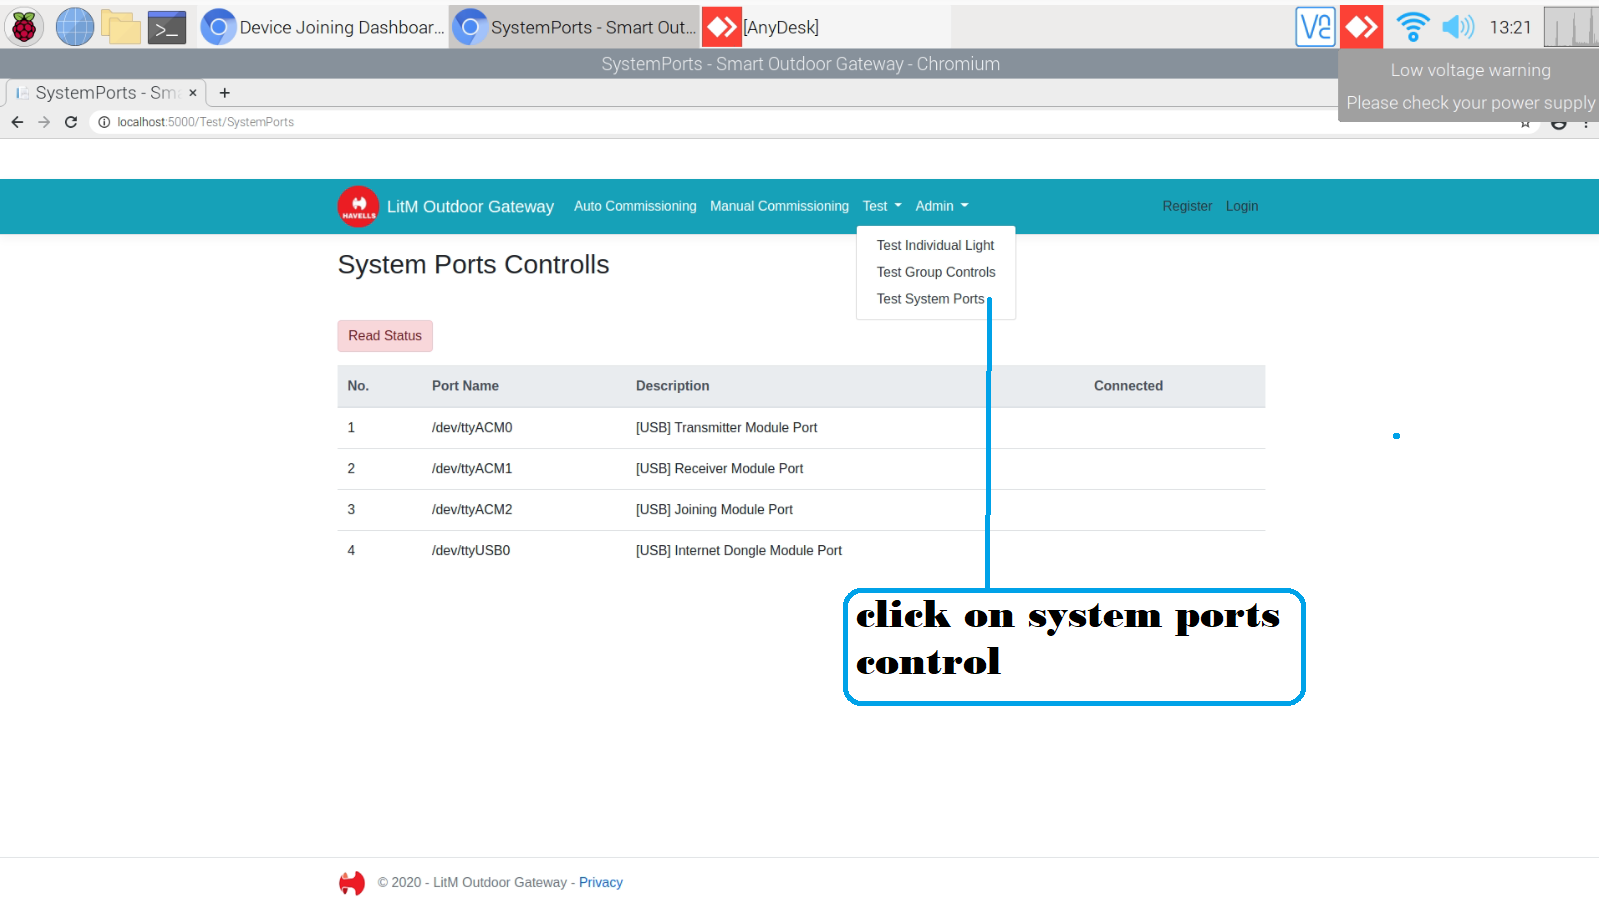 Device Joining Dashboar...
SystemPorts - Smart Out...
[AnyDesk]
13:21
SystemPorts - Smart Outdoor Gateway - Chromium
Low voltage warning
Please check your power supply
SystemPorts - Sma
localhost:5000/Test/SystemPorts
HAVELLS
LitM Outdoor Gateway
Auto Commissioning
Manual Commissioning
Test
Admin
Register
Login
Test Individual Light
Test Group Controls
Test System Ports
System Ports Controlls
Read Status
No. Port Name Description Connected
1 /dev/ttyACM0 [USB] Transmitter Module Port
2 /dev/ttyACM1 [USB] Receiver Module Port
3 /dev/ttyACM2 [USB] Joining Module Port
4 /dev/ttyUSB0 [USB] Internet Dongle Module Port
click on system ports
control
© 2020 - LitM Outdoor Gateway - Privacy